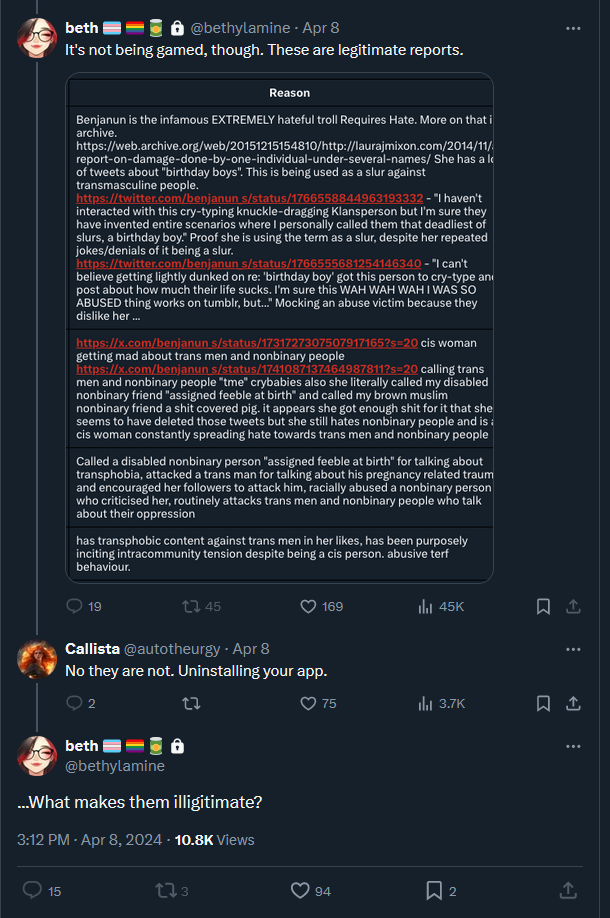 beth @bethylamine · Apr 8
It's not being gamed, though. These are legitimate reports.
Reason
Benjanun is the infamous EXTREMELY hateful troll Requires Hate. More on that i
archive.
https://web.archive.org/web/20151215154810/http://laurajmixon.com/2014/11/
report-on-damage-done-by-one-individual-under-several-names/ She has a lo
of tweets about "birthday boys". This is being used as a slur against
transmasculine people.
https://twitter.com/benjanun s/status/1766558844963193332 - "I haven't
interacted with this cry-typing knuckle-dragging Klansperson but I'm sure they
have invented entire scenarios where I personally called them that deadliest of
slurs, a birthday boy." Proof she is using the term as a slur, despite her repeated
jokes/denials of it being a slur.
https://twitter.com/benjanun s/status/1766555681254146340 - "I can't
believe getting lightly dunked on re: 'birthday boy' got this person to cry-type and
post about how much their life sucks. I'm sure this WAH WAH WAH I WAS SO
ABUSED thing works on tumblr, but..." Mocking an abuse victim because they
dislike her ...
https://x.com/benjanun s/status/1731727307507917165?s=20 cis woman
getting mad about trans men and nonbinary people
https://x.com/benjanun s/status/1741087137464987811?s=20 calling trans
men and nonbinary people "tme" crybabies also she literally called my disabled
nonbinary friend "assigned feeble at birth" and called my brown muslim
nonbinary friend a shit covered pig. it appears she got enough shit for it that she
seems to have deleted those tweets but she still hates nonbinary people and is a
cis woman constantly spreading hate towards trans men and nonbinary people
Called a disabled nonbinary person "assigned feeble at birth" for talking about
transphobia, attacked a trans man for talking about his pregnancy related traum
and encouraged her followers to attack him, racially abused a nonbinary person
who criticised her, routinely attacks trans men and nonbinary people who talk
about their oppression
has transphobic content against trans men in her likes, has been purposely
inciting intracommunity tension despite being a cis person. abusive terf
behaviour.
19 45 169 45K
Callista @autotheurgy · Apr 8
No they are not. Uninstalling your app.
2 75 3.7K
beth
@bethylamine
...What makes them illigitimate?
3:12 PM · Apr 8, 2024 · 10.8K Views
15 3 94 2